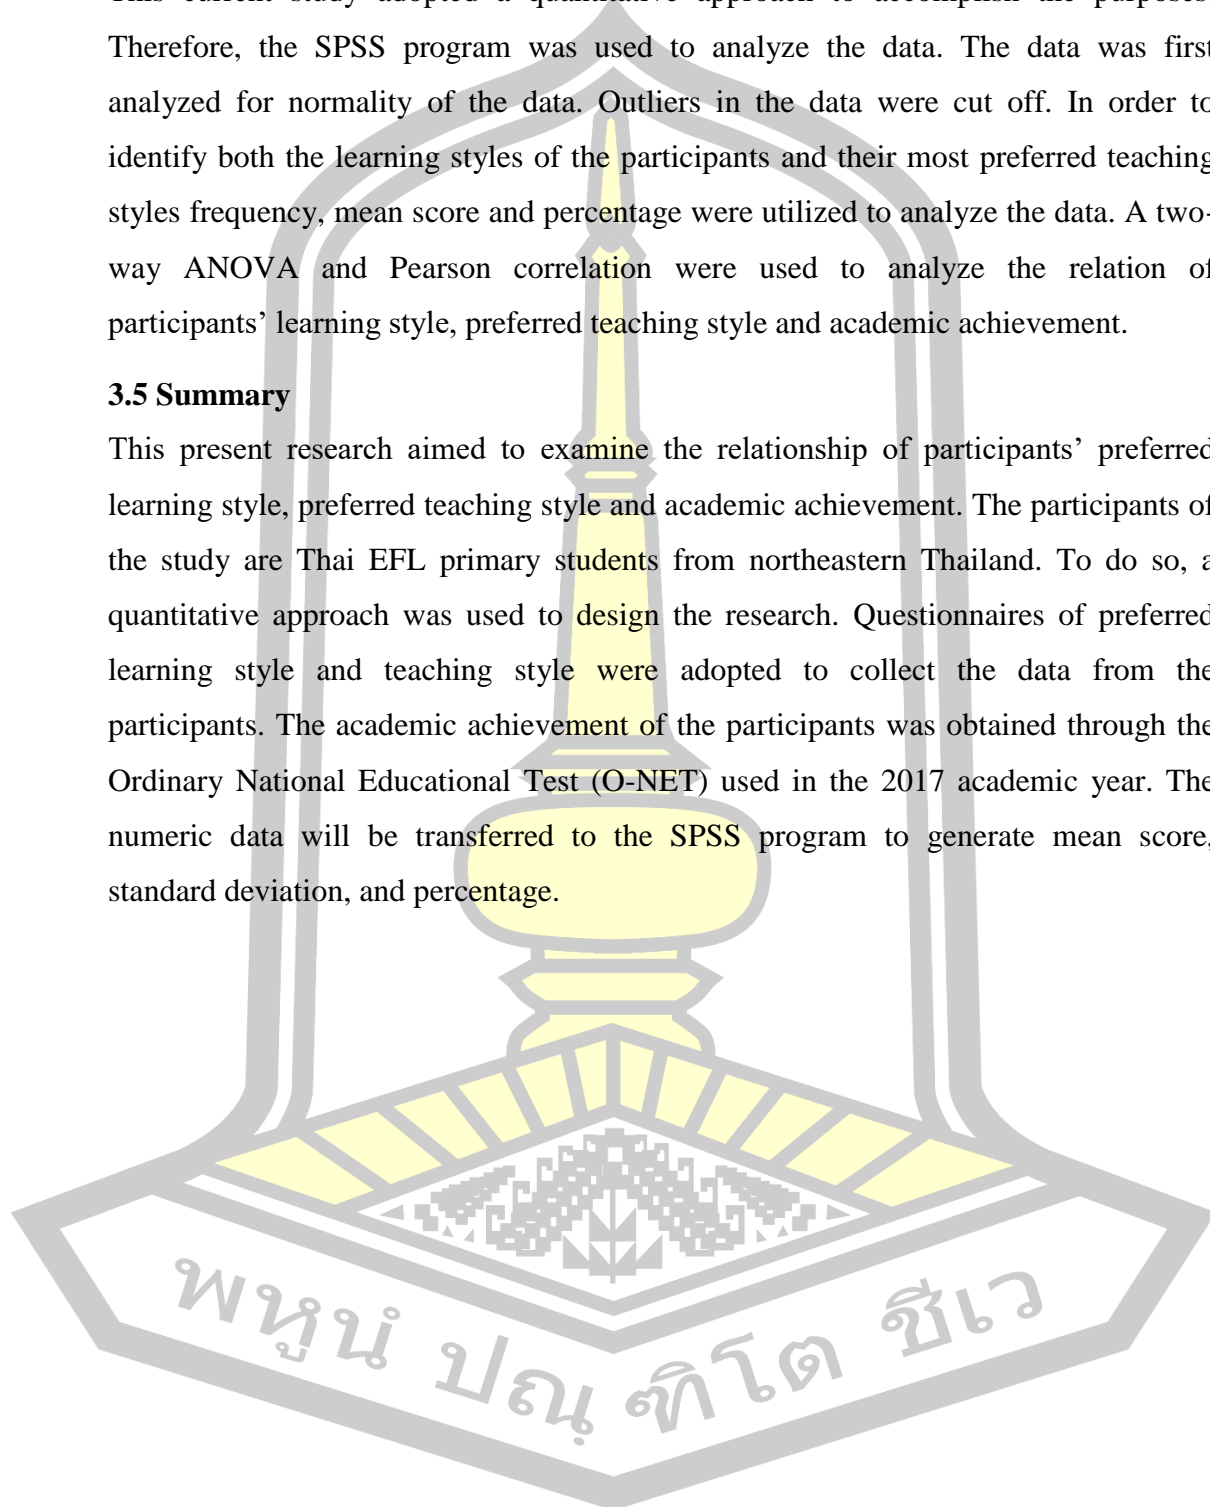 This current study adopted a quantitative approach to accomplish the purposes.
Therefore, the SPSS program was used to analyze the data. The data was first
analyzed for normality of the data. Outliers in the data were cut off. In order to
identify both the learning styles of the participants and their most preferred teaching
styles frequency, mean score and percentage were utilized to analyze the data. A two-
way ANOVA and Pearson correlation were used to analyze the relation of
participants’ learning style, preferred teaching style and academic achievement.
3.5 Summary
This present research aimed to examine the relationship of participants’ preferred
learning style, preferred teaching style and academic achievement. The participants of
the study are Thai EFL primary students from northeastern Thailand. To do so, a
quantitative approach was used to design the research. Questionnaires of preferred
learning style and teaching style were adopted to collect the data from the
participants. The academic achievement of the participants was obtained through the
Ordinary National Educational Test (O-NET) used in the 2017 academic year. The
numeric data will be transferred to the SPSS program to generate mean score,
standard deviation, and percentage.
พหูนํ ปณฺฑิโต ชีเว